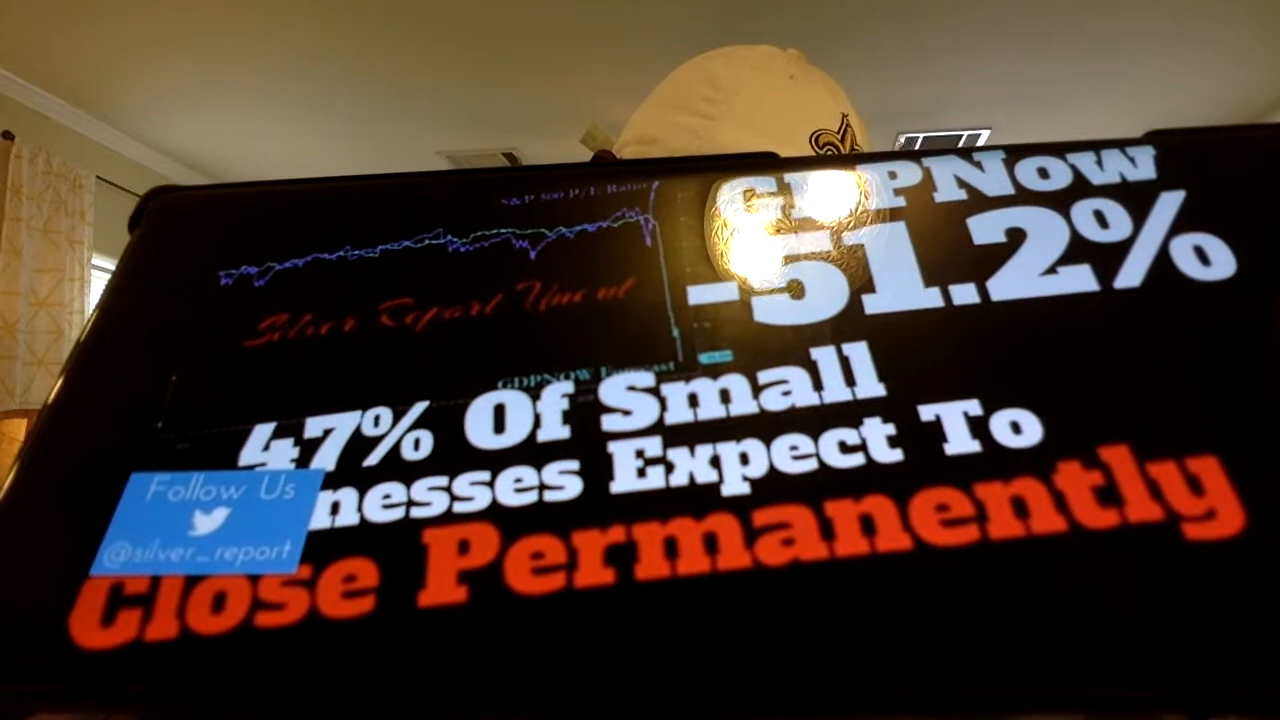 S&P 500 P/E Ratio
GDPNow
-51.2%
Silver Report Uncut
GDPNOW Forecast
47% Of Small
nesses Expect To
Close Permanently
Follow Us
@silver_report